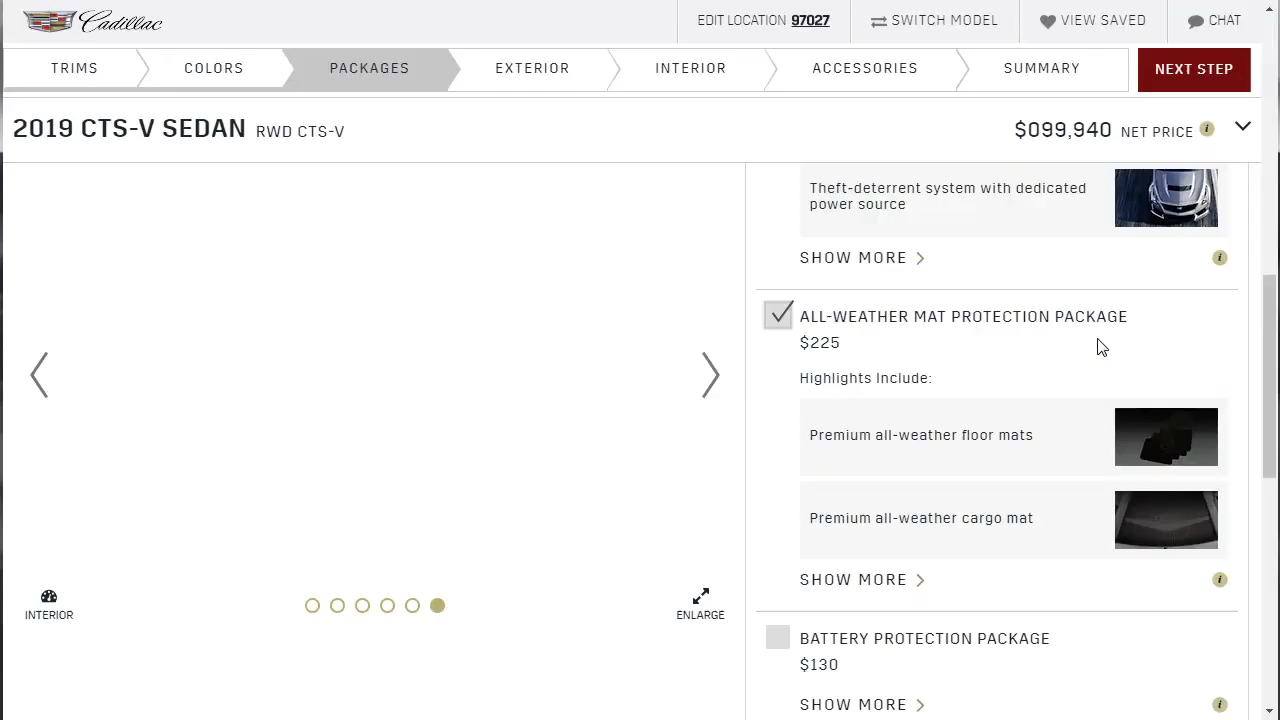 Cadillac
EDIT LOCATION 97027
SWITCH MODEL
VIEW SAVED
CHAT
TRIMS
COLORS
PACKAGES
EXTERIOR
INTERIOR
ACCESSORIES
SUMMARY
NEXT STEP
2019 CTS-V SEDAN RWD CTS-V
$099,940 NET PRICE i
Theft-deterrent system with dedicated
power source
SHOW MORE i
ALL-WEATHER MAT PROTECTION PACKAGE
$225
Highlights Include:
Premium all-weather floor mats
Premium all-weather cargo mat
SHOW MORE i
INTERIOR
ENLARGE
BATTERY PROTECTION PACKAGE
$130
SHOW MORE i